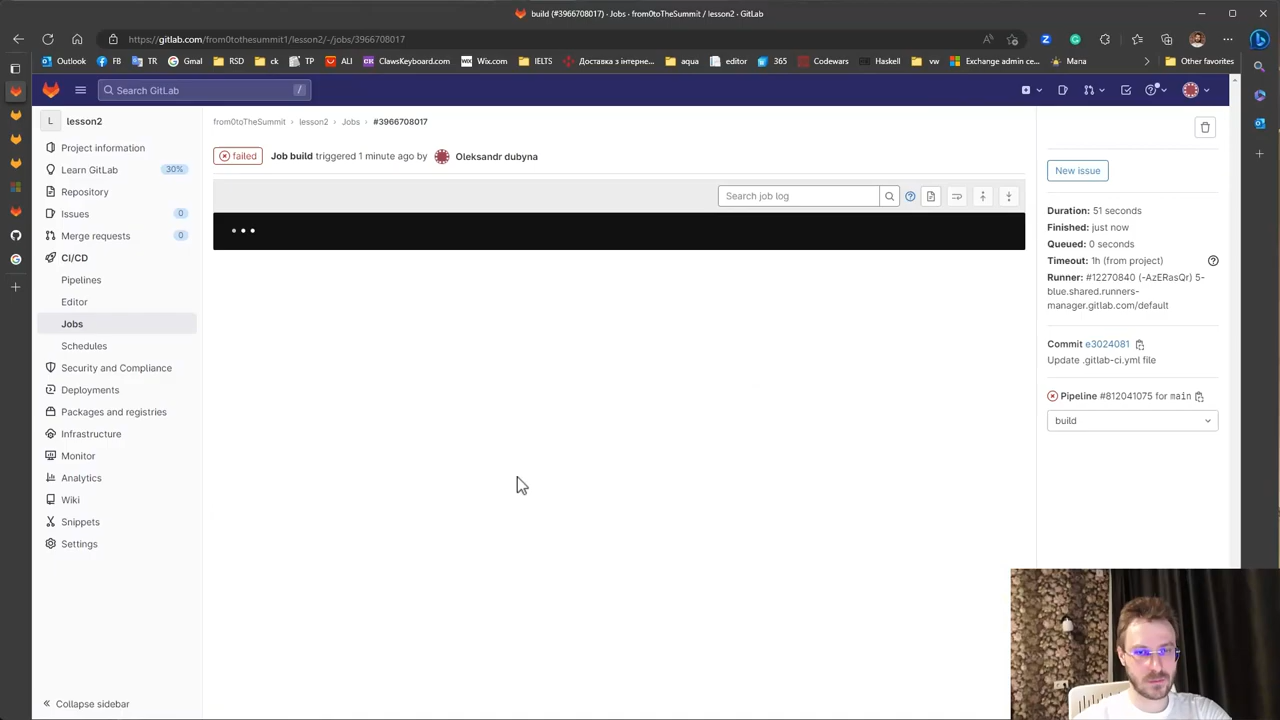 build (#3966708017) · Jobs · from0toTheSummit / lesson2 · GitLab
https://gitlab.com/from0tothesummit1/lesson2/-/jobs/3966708017
Outlook FB TR Gmal RSD ck ТЦ ALI ClawsKeyboard.com Wix.com IELTS Доставка з інтерне... aqua editor 365 Codewars Haskell vw Exchange admin ce... Mana Other favorites
Search GitLab /
L lesson2
Project information
Learn GitLab 30%
Repository
Issues 0
Merge requests 0
CI/CD
Pipelines
Editor
Jobs
Schedules
Security and Compliance
Deployments
Packages and registries
Infrastructure
Monitor
Analytics
Wiki
Snippets
Settings
Collapse sidebar
from0toTheSummit lesson2 Jobs #3966708017
failed Job build triggered 1 minute ago by Oleksandr dubyna
Search job log
New issue
Duration: 51 seconds
Finished: just now
Queued: 0 seconds
Timeout: 1h (from project)
Runner: #12270840 (-AzERasQr) 5-
blue.shared.runners-
manager.gitlab.com/default
Commit e3024081
Update .gitlab-ci.yml file
Pipeline #812041075 for main
build